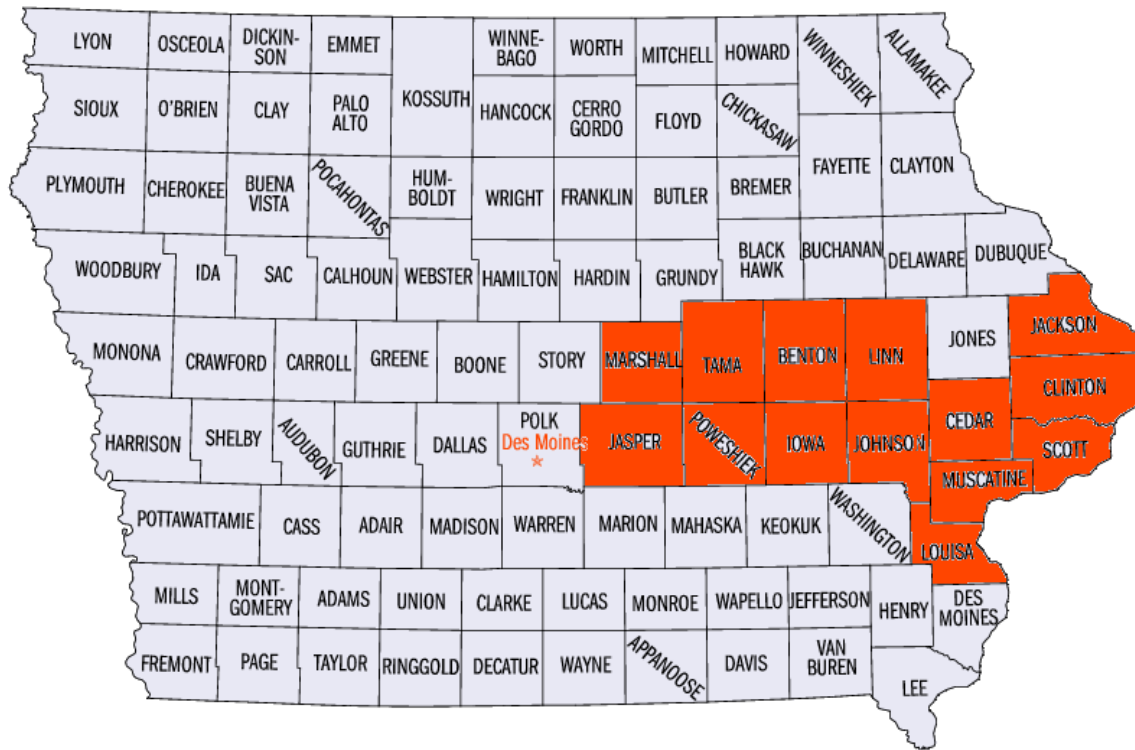 LYON
OSCEOLA
DICKIN-
SON
EMMET
WINNE-
BAGO
WORTH
MITCHELL
HOWARD
WINNESHIEK
ALLAMAKEE
SIOUX
O'BRIEN
CLAY
PALO
ALTO
KOSSUTH
HANCOCK
CERRO
GORDO
FLOYD
CHICKASAW
PLYMOUTH
CHEROKEE
BUENA
VISTA
POCAHONTAS
HUM-
BOLDT
WRIGHT
FRANKLIN
BUTLER
BREMER
FAYETTE
CLAYTON
WOODBURY
IDA
SAC
CALHOUN
WEBSTER
HAMILTON
HARDIN
GRUNDY
BLACK
HAWK
BUCHANAN
DELAWARE
DUBUQUE
MONONA
CRAWFORD
CARROLL
GREENE
BOONE
STORY
MARSHALL
TAMA
BENTON
LINN
JONES
JACKSON
CLINTON
HARRISON
SHELBY
AUDUBON
GUTHRIE
DALLAS
POLK
Des Moines
*
JASPER
POWESHIEK
IOWA
JOHNSON
CEDAR
SCOTT
MUSCATINE
POTTAWATTAMIE
CASS
ADAIR
MADISON
WARREN
MARION
MAHASKA
KEOKUK
WASHINGTON
LOUISA
MILLS
MONT-
GOMERY
ADAMS
UNION
CLARKE
LUCAS
MONROE
WAPELLO
JEFFERSON
HENRY
DES
MOINES
FREMONT
PAGE
TAYLOR
RINGGOLD
DECATUR
WAYNE
APPANOOSE
DAVIS
VAN
BUREN
LEE